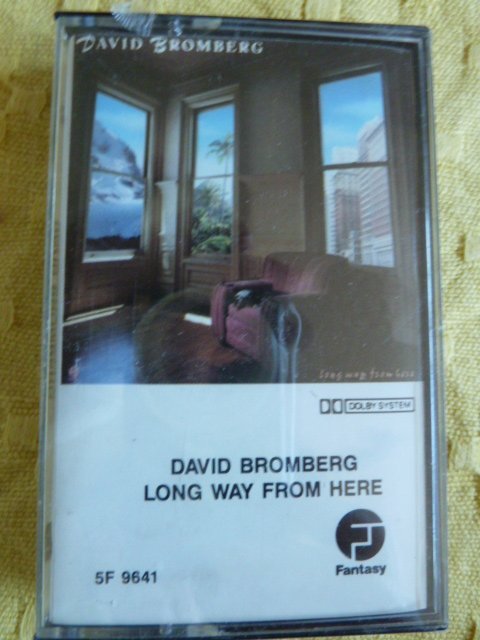 DAVID BROMBERG
long way from here
DOLBY SYSTEM
DAVID BROMBERG
LONG WAY FROM HERE
5F 9641
Fantasy